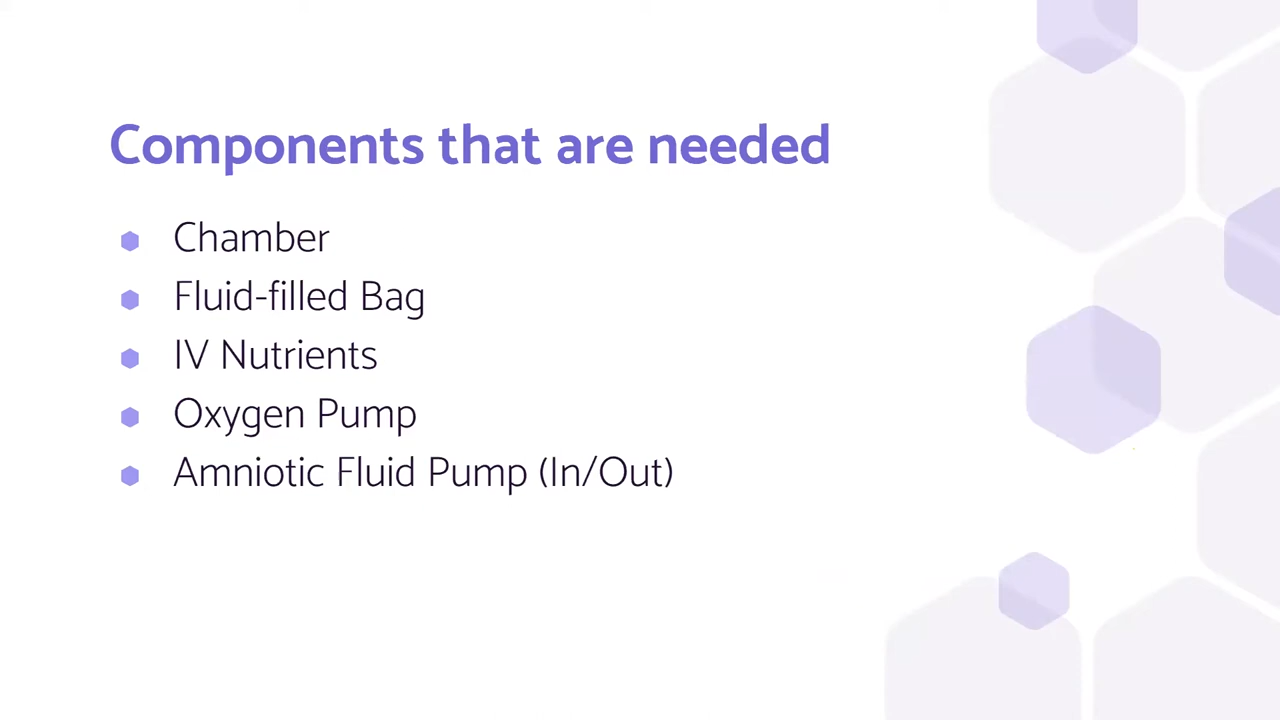 Components that are needed
Chamber
Fluid-filled Bag
IV Nutrients
Oxygen Pump
Amniotic Fluid Pump (In/Out)